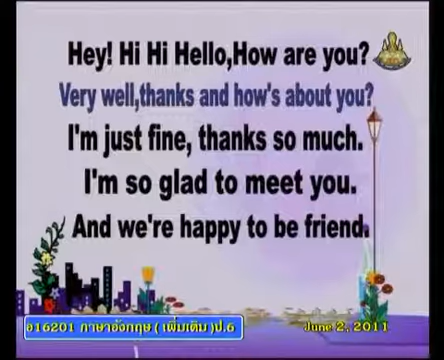 Hey! Hi Hi Hello,How are you?
Very well,thanks and how's about you?
I'm just fine, thanks so much.
I'm so glad to meet you.
And we're happy to be friend.
อ16201 ภาษาอังกฤษ ( เพิ่มเติม )ป.6
June 2, 2011